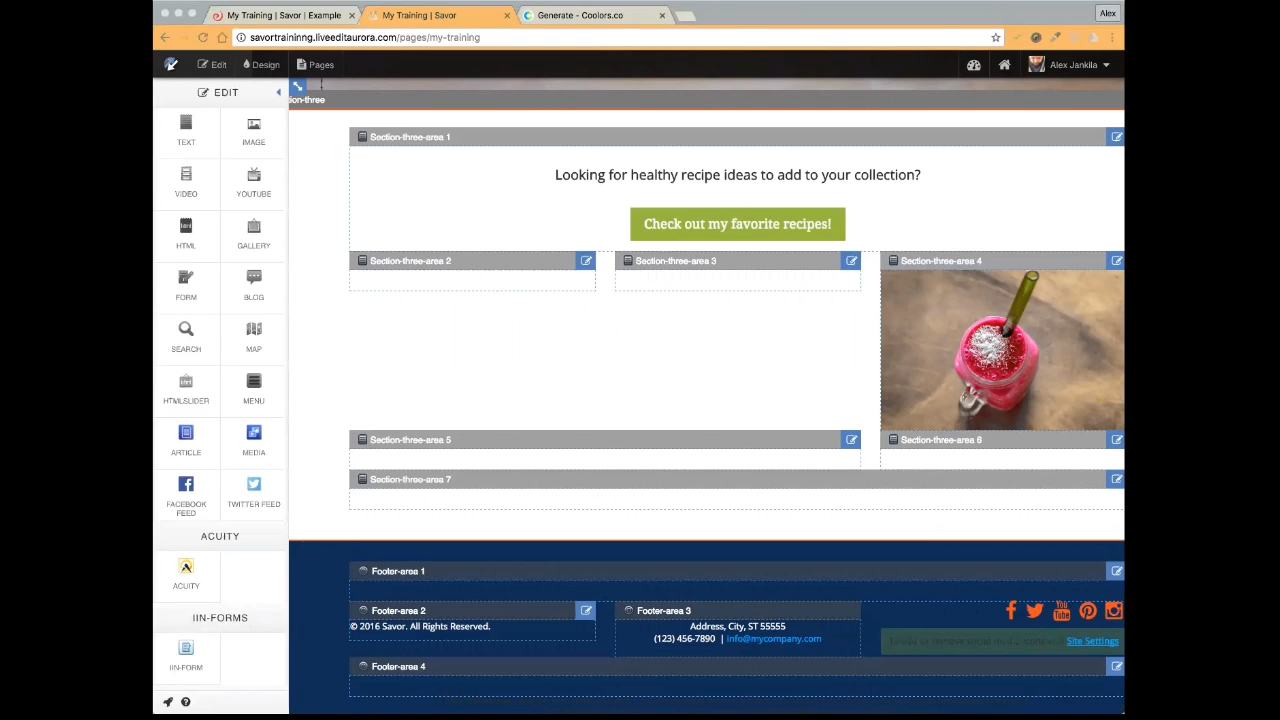 My Training | Savor | Example
My Training | Savor
Generate - Coolors.co
Alex
savortraininng.liveeditaurora.com/pages/my-training
Edit
Design
Pages
Alex Jankila
EDIT
ion-three
TEXT
IMAGE
VIDEO
YOUTUBE
HTML
GALLERY
FORM
BLOG
SEARCH
MAP
HTMLSLIDER
MENU
ARTICLE
MEDIA
FACEBOOK
FEED
TWITTER FEED
ACUITY
ACUITY
IIN-FORMS
IIN-FORM
Section-three-area 1
Looking for healthy recipe ideas to add to your collection?
Check out my favorite recipes!
Section-three-area 2
Section-three-area 3
Section-three-area 4
Section-three-area 5
Section-three-area 6
Section-three-area 7
Footer-area 1
Footer-area 2
Footer-area 3
© 2016 Savor. All Rights Reserved.
Address, City, ST 55555
(123) 456-7890 | info@mycompany.com
You
Tube
Site Settings
Footer-area 4